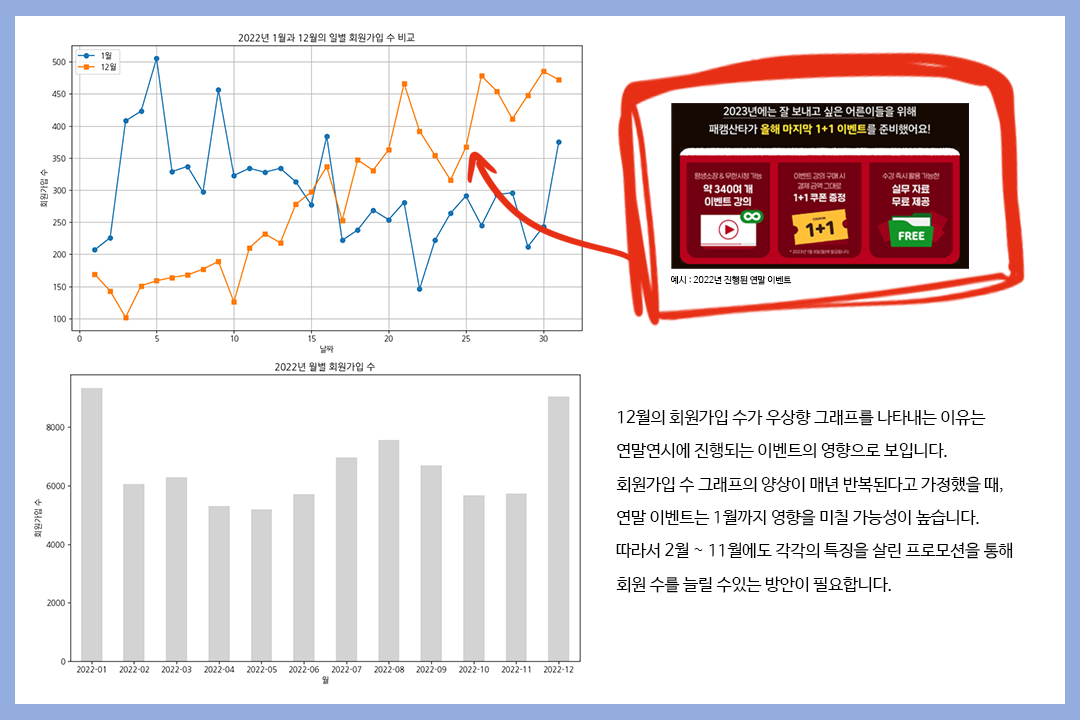 2022년 1월과 12월의 일별 회원가입 수 비교
1월
12월
500
450
400
350
300
250
200
150
100
회원가입 수
0
5
10
15
20
25
30
날짜
2023년에는 잘 보내고 싶은 어른이들을 위해
패캠산타가 올해 마지막 1+1 이벤트를 준비했어요!
평생소장 & 무한시청 가능
약 340여 개
이벤트 강의
이벤트 강의 구매 시
결제 금액 그대로
1+1 쿠폰 증정
COUPON
1+1
수강 즉시 활용 가능한
실무 자료
무료 제공
FREE
예시 : 2022년 진행된 연말 이벤트
2022년 월별 회원가입 수
8000
6000
4000
2000
0
회원가입 수
2022-01
2022-02
2022-03
2022-04
2022-05
2022-06
2022-07
2022-08
2022-09
2022-10
2022-11
2022-12
월
12월의 회원가입 수가 우상향 그래프를 나타내는 이유는
연말연시에 진행되는 이벤트의 영향으로 보입니다.
회원가입 수 그래프의 양상이 매년 반복된다고 가정했을 때,
연말 이벤트는 1월까지 영향을 미칠 가능성이 높습니다.
따라서 2월 ~ 11월에도 각각의 특징을 살린 프로모션을 통해
회원 수를 늘릴 수있는 방안이 필요합니다.